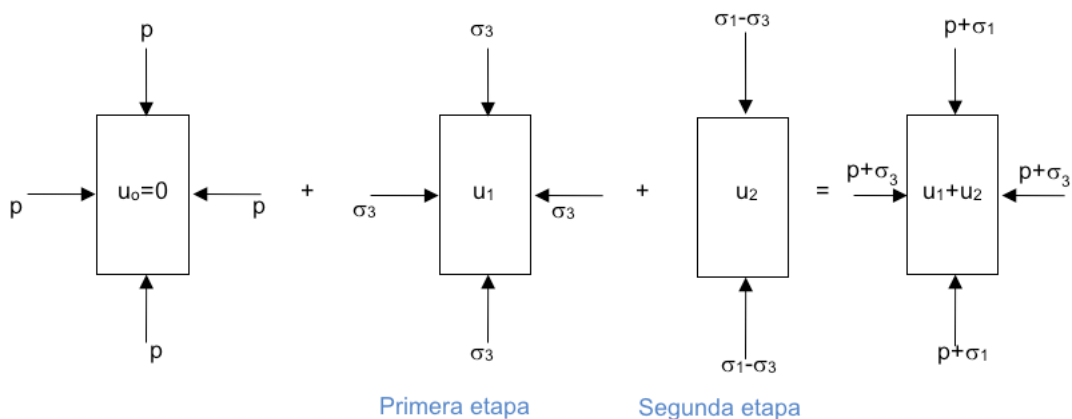 p σ₃ σ₁-σ₃ p+σ₁
p uₒ=0 p + σ₃ u₁ σ₃ + u₂ = p+σ₃ u₁+u₂ p+σ₃
p σ₃ σ₁-σ₃ p+σ₁
Primera etapa Segunda etapa